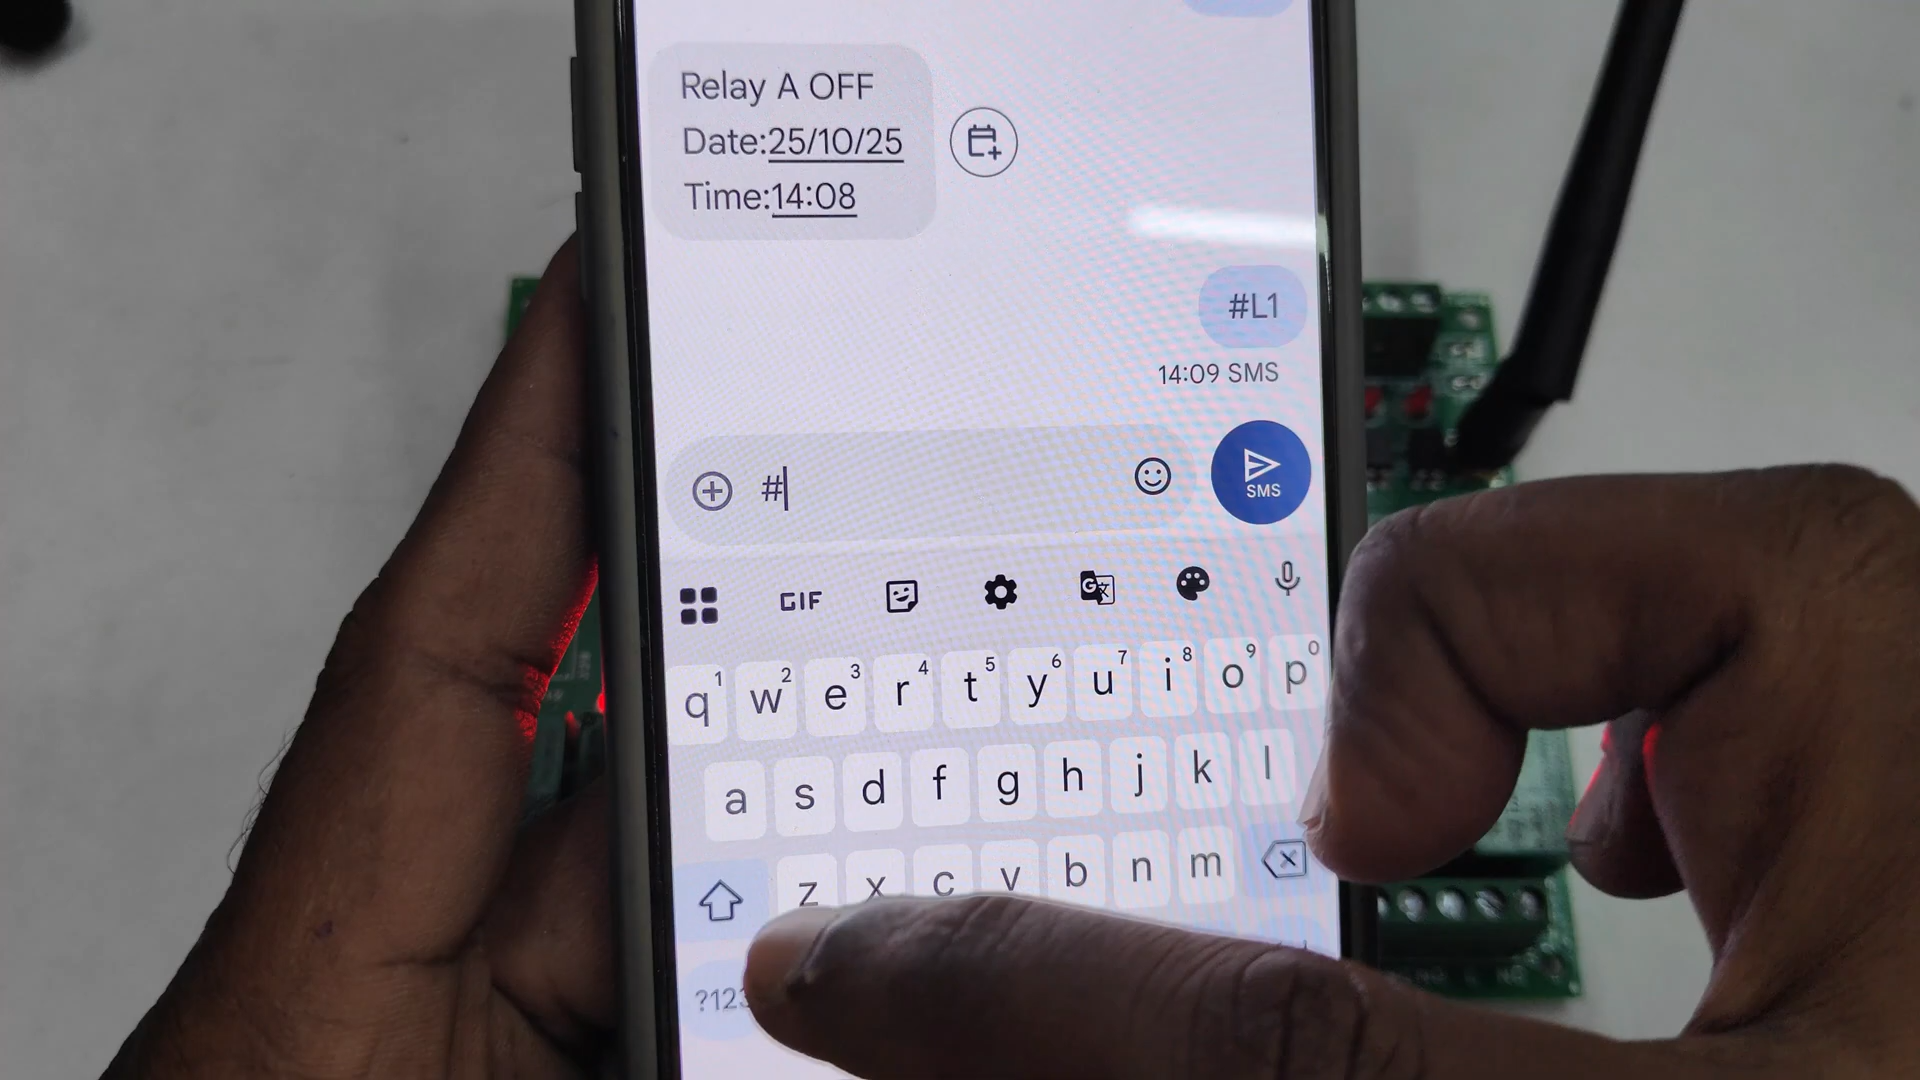 Relay A OFF
Date:25/10/25
Time:14:08
#L1
14:09 SMS
#
SMS
GIF
q1 w2 e3 r4 t5 y6 u7 i8 o9 p0
a s d f g h j k l
z x c v b n m
?123